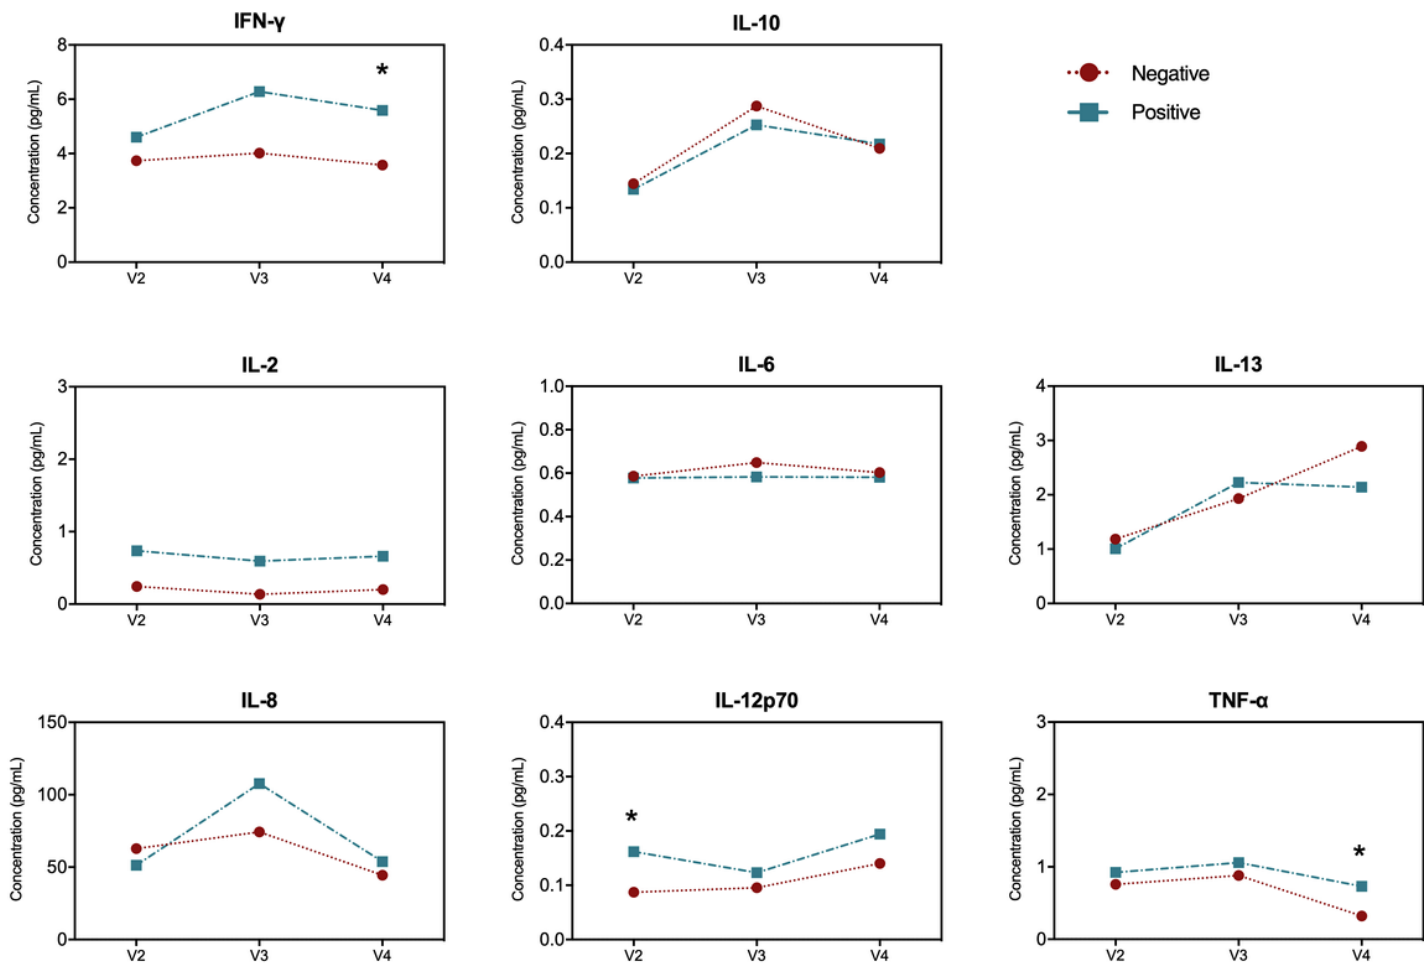 IFN-γ
Concentration (pg/mL)
8
6
4
2
0
V2 V3 V4
*
IL-10
Concentration (pg/mL)
0.4
0.3
0.2
0.1
0.0
V2 V3 V4
Negative
Positive
IL-2
Concentration (pg/mL)
3
2
1
0
V2 V3 V4
IL-6
Concentration (pg/mL)
1.0
0.8
0.6
0.4
0.2
0.0
V2 V3 V4
IL-13
Concentration (pg/mL)
4
3
2
1
0
V2 V3 V4
IL-8
Concentration (pg/mL)
150
100
50
0
V2 V3 V4
IL-12p70
Concentration (pg/mL)
0.4
0.3
0.2
0.1
0.0
*
V2 V3 V4
TNF-α
Concentration (pg/mL)
3
2
1
0
*
V2 V3 V4